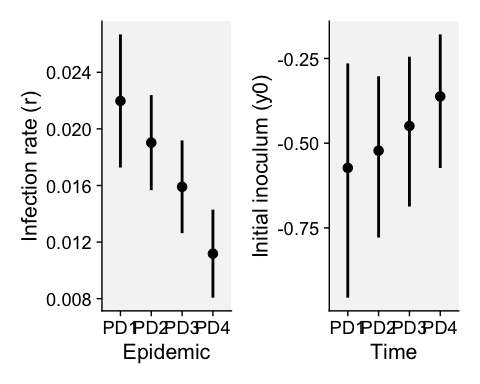 Infection rate (r)
0.024
0.020
0.016
0.012
0.008
PD1 PD2 PD3 PD4
Epidemic
Initial inoculum (y0)
-0.25
-0.50
-0.75
PD1 PD2 PD3 PD4
Time